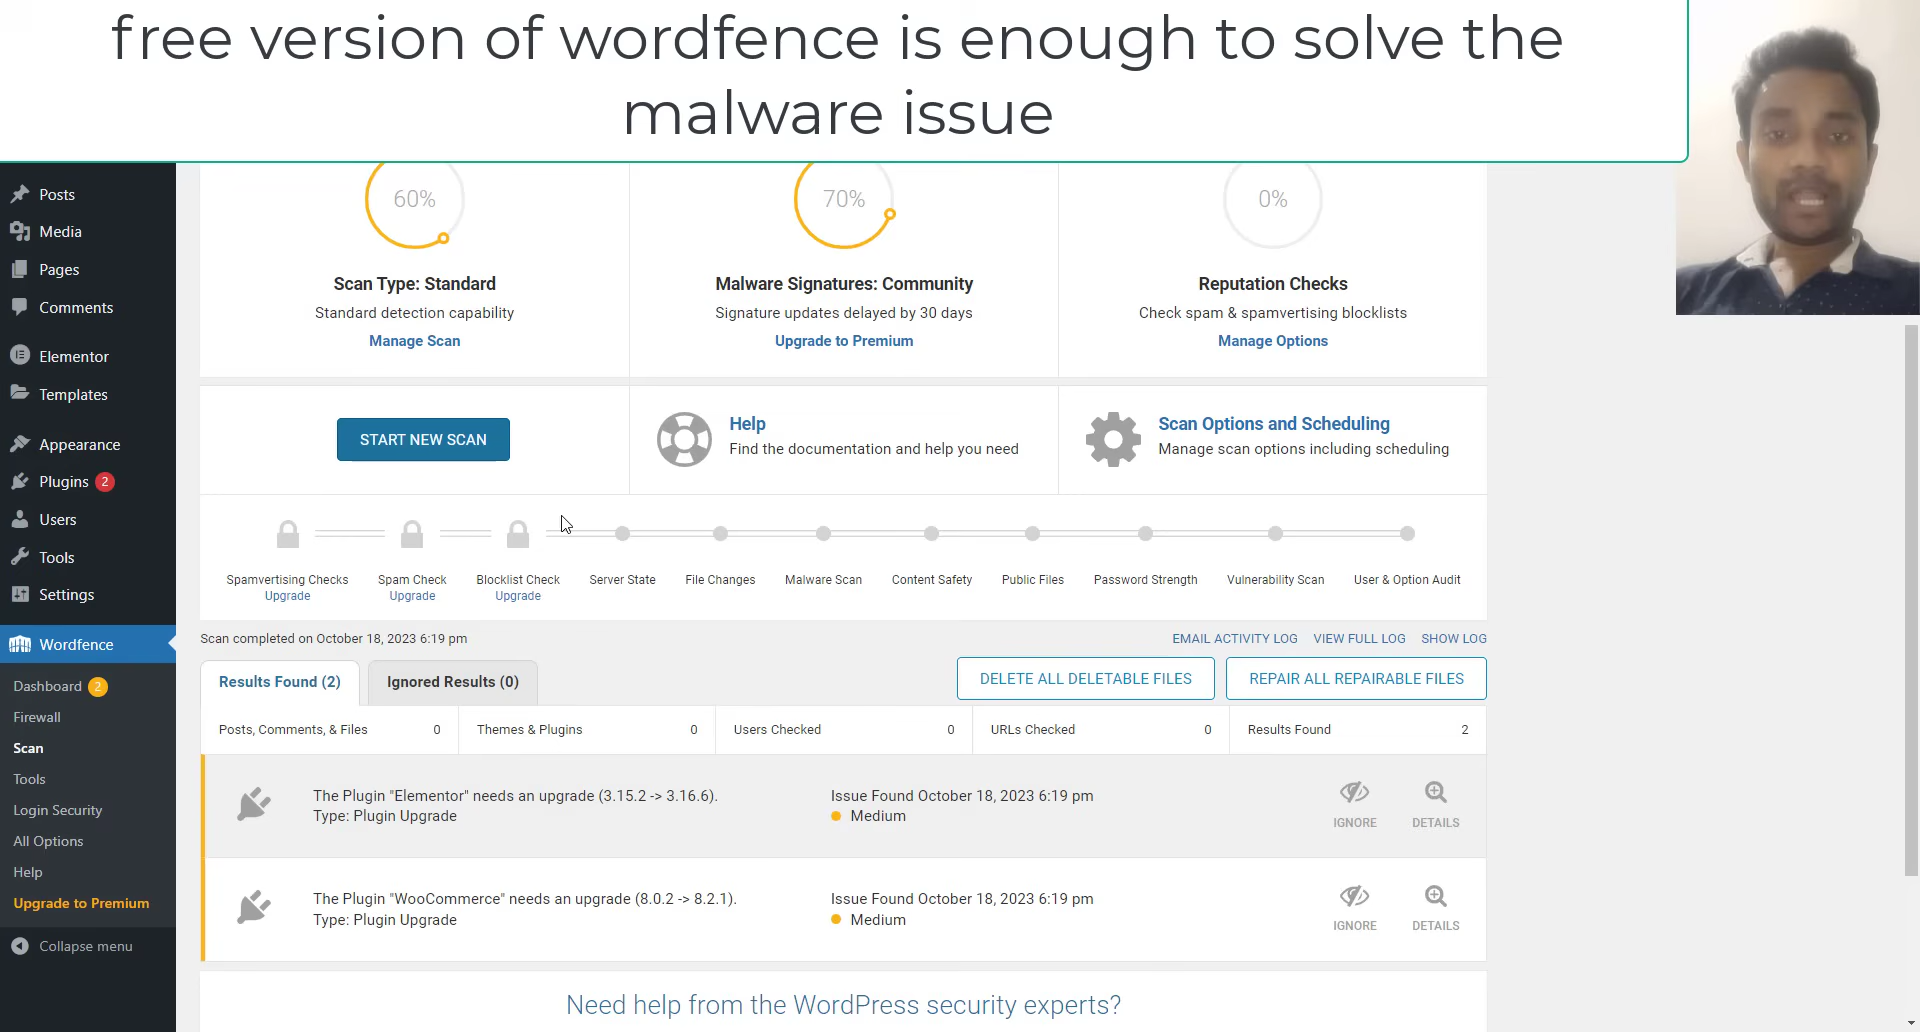 free version of wordfence is enough to solve the
malware issue
Posts
Media
Pages
Comments
Elementor
Templates
Appearance
Plugins 2
Users
Tools
Settings
Wordfence
Dashboard 2
Firewall
Scan
Tools
Login Security
All Options
Help
Upgrade to Premium
Collapse menu
60%
Scan Type: Standard
Standard detection capability
Manage Scan
70%
Malware Signatures: Community
Signature updates delayed by 30 days
Upgrade to Premium
0%
Reputation Checks
Check spam & spamvertising blocklists
Manage Options
START NEW SCAN
Help
Find the documentation and help you need
Scan Options and Scheduling
Manage scan options including scheduling
Spamvertising Checks
Upgrade
Spam Check
Upgrade
Blocklist Check
Upgrade
Server State
File Changes
Malware Scan
Content Safety
Public Files
Password Strength
Vulnerability Scan
User & Option Audit
Scan completed on October 18, 2023 6:19 pm
EMAIL ACTIVITY LOG VIEW FULL LOG SHOW LOG
Results Found (2)
Ignored Results (0)
DELETE ALL DELETABLE FILES
REPAIR ALL REPAIRABLE FILES
Posts, Comments, & Files 0
Themes & Plugins 0
Users Checked 0
URLs Checked 0
Results Found 2
The Plugin "Elementor" needs an upgrade (3.15.2 -> 3.16.6).
Type: Plugin Upgrade
Issue Found October 18, 2023 6:19 pm
Medium
IGNORE
DETAILS
The Plugin "WooCommerce" needs an upgrade (8.0.2 -> 8.2.1).
Type: Plugin Upgrade
Issue Found October 18, 2023 6:19 pm
Medium
IGNORE
DETAILS
Need help from the WordPress security experts?